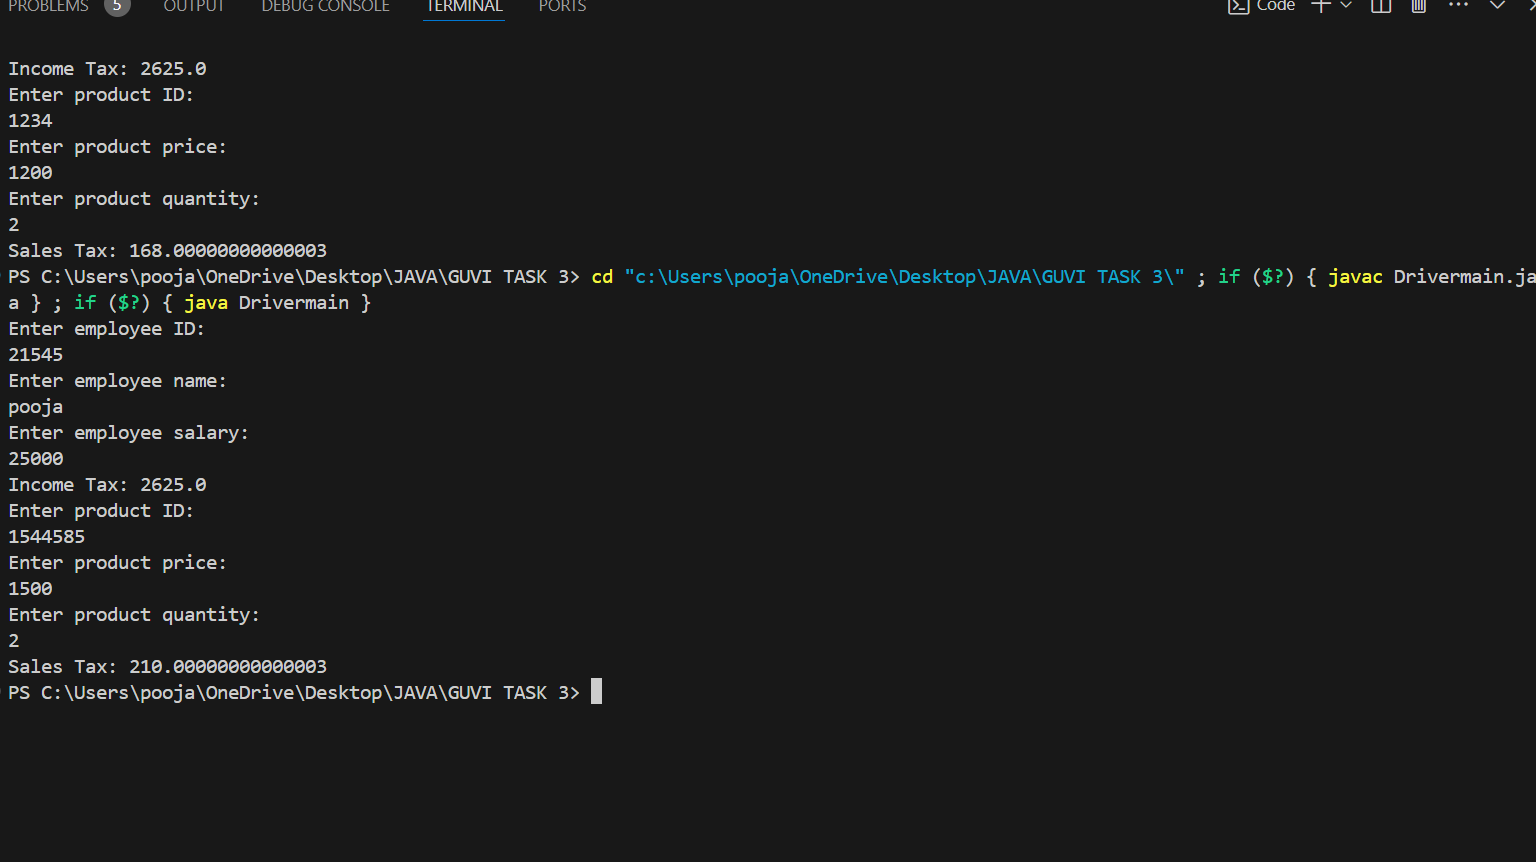 PROBLEMS 5 OUTPUT DEBUG CONSOLE TERMINAL PORTS Code
Income Tax: 2625.0
Enter product ID:
1234
Enter product price:
1200
Enter product quantity:
2
Sales Tax: 168.00000000000003
PS C:\Users\pooja\OneDrive\Desktop\JAVA\GUVI TASK 3> cd "c:\Users\pooja\OneDrive\Desktop\JAVA\GUVI TASK 3\" ; if ($?) { javac Drivermain.ja
a } ; if ($?) { java Drivermain }
Enter employee ID:
21545
Enter employee name:
pooja
Enter employee salary:
25000
Income Tax: 2625.0
Enter product ID:
1544585
Enter product price:
1500
Enter product quantity:
2
Sales Tax: 210.00000000000003
PS C:\Users\pooja\OneDrive\Desktop\JAVA\GUVI TASK 3>